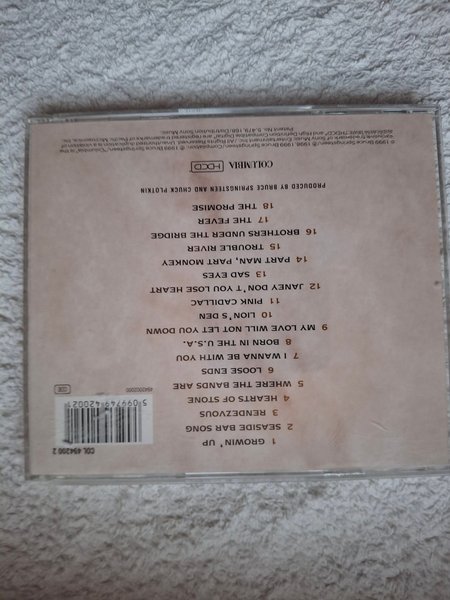 COL 494200 2
5 099749 420021
4942002000
1 GROWIN' UP
2 SEASIDE BAR SONG
3 RENDEZVOUS
4 HEARTS OF STONE
5 WHERE THE BANDS ARE
6 LOOSE ENDS
7 I WANNA BE WITH YOU
8 BORN IN THE U.S.A.
9 MY LOVE WILL NOT LET YOU DOWN
10 LION'S DEN
11 PINK CADILLAC
12 JANEY DON'T YOU LOSE HEART
13 SAD EYES
14 PART MAN, PART MONKEY
15 TROUBLE RIVER
16 BROTHERS UNDER THE BRIDGE
17 THE FEVER
18 THE PROMISE
PRODUCED BY BRUCE SPRINGSTEEN AND CHUCK PLOTKIN
COLUMBIA HDCD